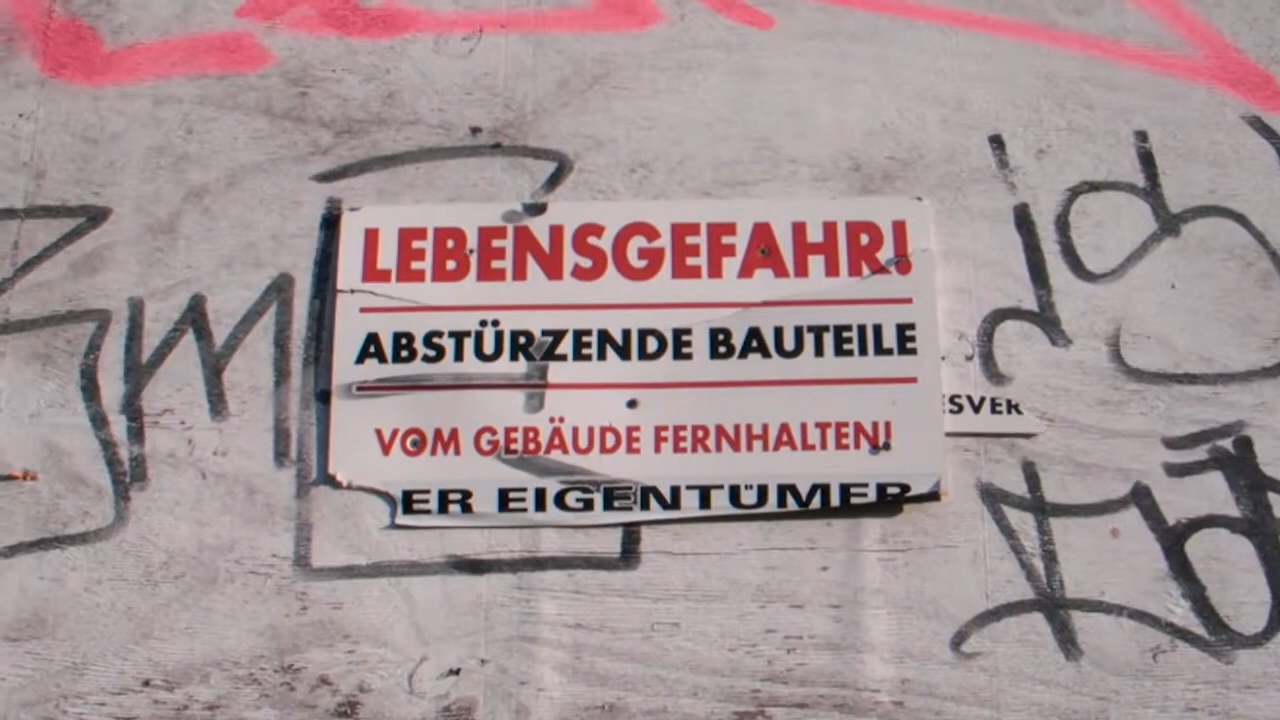 LEBENSGEFAHR!
ABSTÜRZENDE BAUTEILE
VOM GEBÄUDE FERNHALTEN!
ER EIGENTÜMER
ESVER